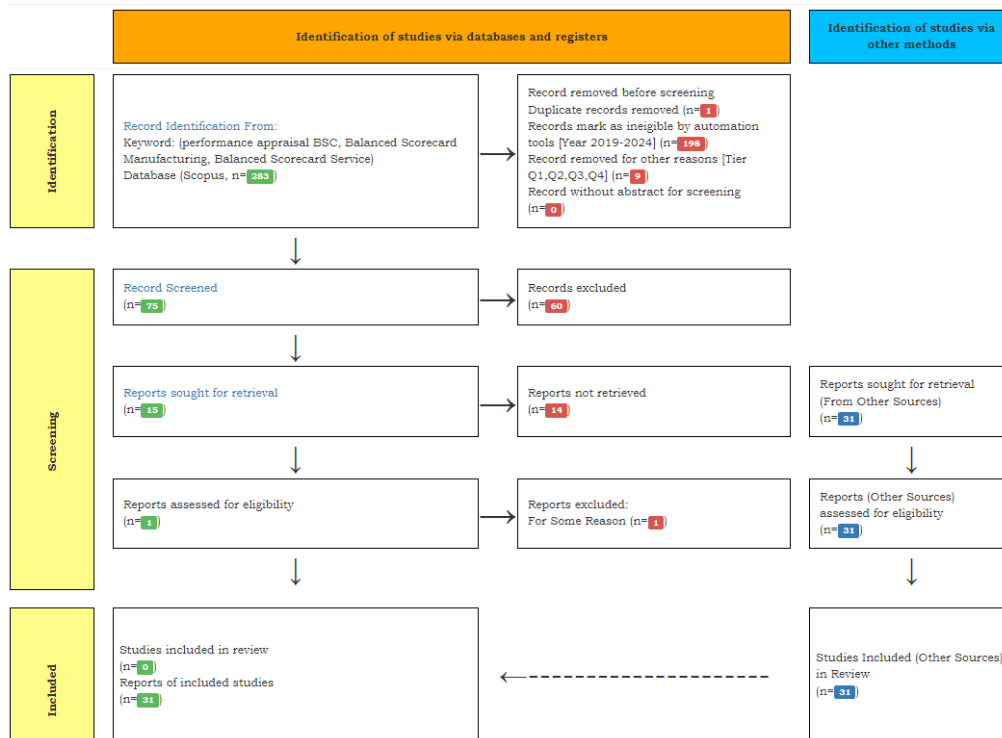 Identification of studies via databases and registers
Identification of studies via
other methods
Identification
Record Identification From:
Keyword: (performance appraisal BSC, Balanced Scorecard
Manufacturing, Balanced Scorecard Service)
Database (Scopus, n=283)
Record removed before screening
Duplicate records removed (n=1)
Records mark as ineigible by automation
tools [Year 2019-2024] (n=198)
Record removed for other reasons [Tier
Q1,Q2,Q3,Q4] (n=9)
Record without abstract for screening
(n=0)
Screening
Record Screened
(n=75)
Records excluded
(n=60)
Reports sought for retrieval
(n=15)
Reports not retrieved
(n=14)
Reports sought for retrieval
(From Other Sources)
(n=31)
Reports assessed for eligibility
(n=1)
Reports excluded:
For Some Reason (n=1)
Reports (Other Sources)
assessed for eligibility
(n=31)
Included
Studies included in review
(n=0)
Reports of included studies
(n=31)
Studies Included (Other Sources)
in Review
(n=31)